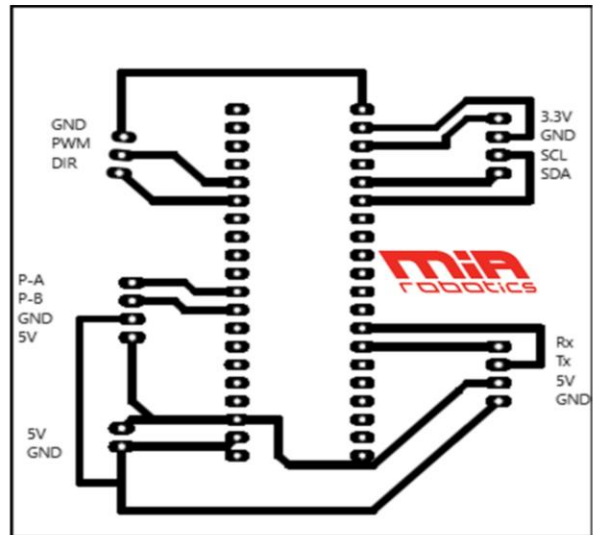 GND
PWM
DIR
3.3V
GND
SCL
SDA
MiA
robotics
P-A
P-B
GND
5V
5V
GND
Rx
Tx
5V
GND